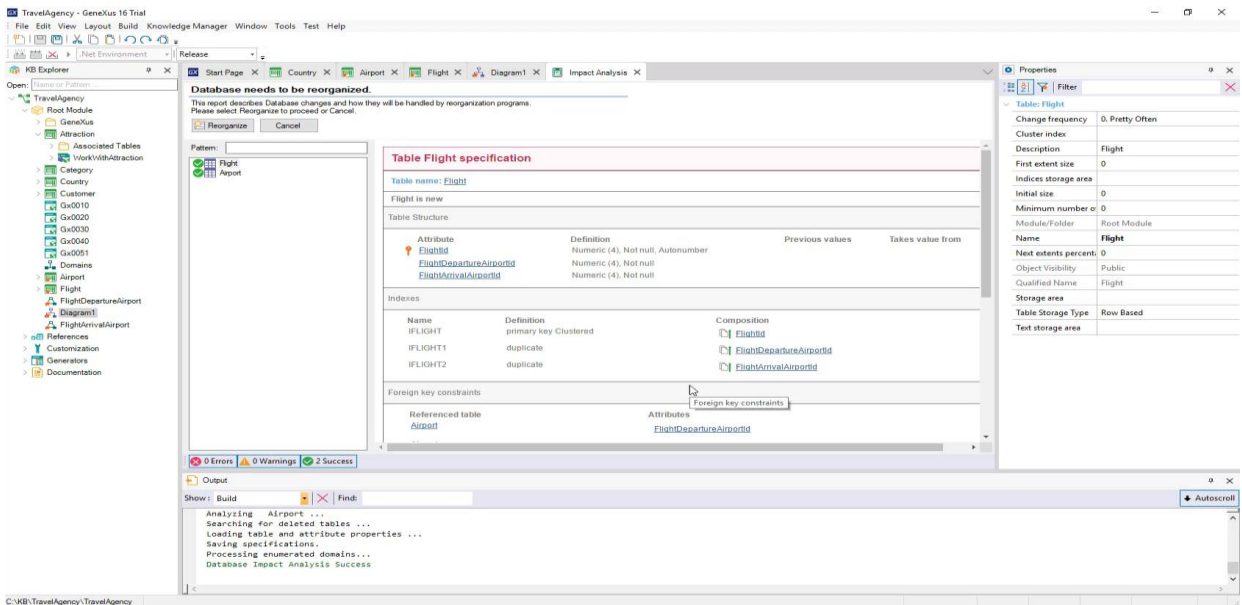 TravelAgency - GeneXus 16 Trial
File Edit View Layout Build Knowledge Manager Window Tools Test Help
.Net Environment Release
KB Explorer
Open: Name or Pattern ...
TravelAgency
Root Module
GeneXus
Attraction
Associated Tables
WorkWithAttraction
Category
Country
Customer
Gx0010
Gx0020
Gx0030
Gx0040
Gx0051
Domains
Airport
Flight
FlightDepartureAirport
Diagram1
FlightArrivalAirport
References
Customization
Generators
Documentation
Start Page Country Airport Flight Diagram1 Impact Analysis
Database needs to be reorganized.
This report describes Database changes and how they will be handled by reorganization programs.
Please select Reorganize to proceed or Cancel.
Reorganize Cancel
Pattern:
Flight
Airport
Table Flight specification
Table name: Flight
Flight is new
Table Structure
Attribute Definition Previous values Takes value from
FlightId Numeric (4), Not null, Autonumber
FlightDepartureAirportId Numeric (4), Not null
FlightArrivalAirportId Numeric (4), Not null
Indexes
Name Definition Composition
IFLIGHT primary key Clustered FlightId
IFLIGHT1 duplicate FlightDepartureAirportId
IFLIGHT2 duplicate FlightArrivalAirportId
Foreign key constraints
Foreign key constraints
Referenced table Attributes
Airport FlightDepartureAirportId
0 Errors 0 Warnings 2 Success
Properties
Filter
Table: Flight
Change frequency 0. Pretty Often
Cluster index
Description Flight
First extent size 0
Indices storage area
Initial size 0
Minimum number o 0
Module/Folder Root Module
Name Flight
Next extents percent 0
Object Visibility Public
Qualified Name Flight
Storage area
Table Storage Type Row Based
Text storage area
Output
Show: Build Find: Autoscroll
Analyzing Airport ...
Searching for deleted tables ...
Loading table and attribute properties ...
Saving specifications.
Processing enumerated domains...
Database Impact Analysis Success
C:\KB\TravelAgency\TravelAgency